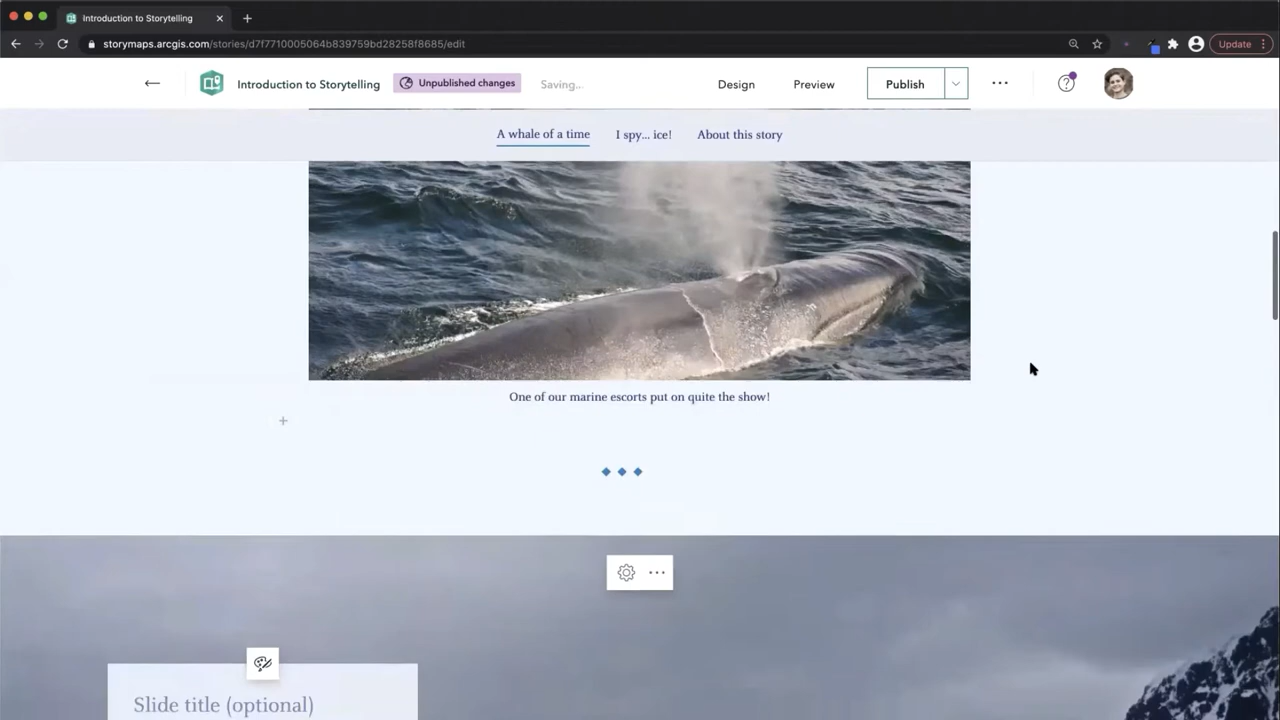 Introduction to Storytelling
storymaps.arcgis.com/stories/d7f7710005064b839759bd28258f8685/edit
Update
Introduction to Storytelling
Unpublished changes
Saving...
Design
Preview
Publish
A whale of a time
I spy... ice!
About this story
One of our marine escorts put on quite the show!
Slide title (optional)